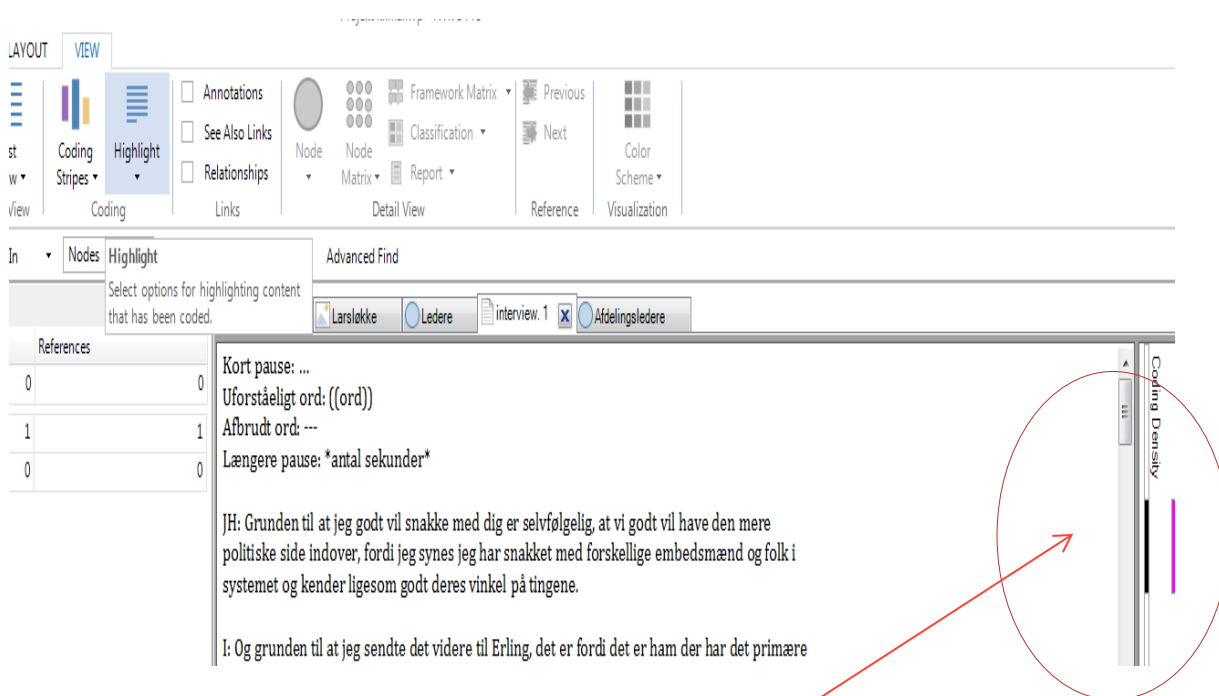 LAYOUT VIEW
Annotations Framework Matrix Previous
See Also Links Classification Next
Coding Highlight Node Node Color
Stripes Relationships Matrix Report Scheme
View Coding Links Detail View Reference Visualization
In Nodes Highlight Advanced Find
Select options for highlighting content
that has been coded.
Larsløkke Ledere interview. 1 Afdelingsledere
References
0 0
1 1
0 0
Kort pause: ...
Uforståeligt ord: ((ord))
Afbrudt ord: ---
Længere pause: *antal sekunder*
JH: Grunden til at jeg godt vil snakke med dig er selvfølgelig, at vi godt vil have den mere
politiske side indover, fordi jeg synes jeg har snakket med forskellige embedsmænd og folk i
systemet og kender ligesom godt deres vinkel på tingene.
I: Og grunden til at jeg sendte det videre til Erling, det er fordi det er ham der har det primære
Coding Density